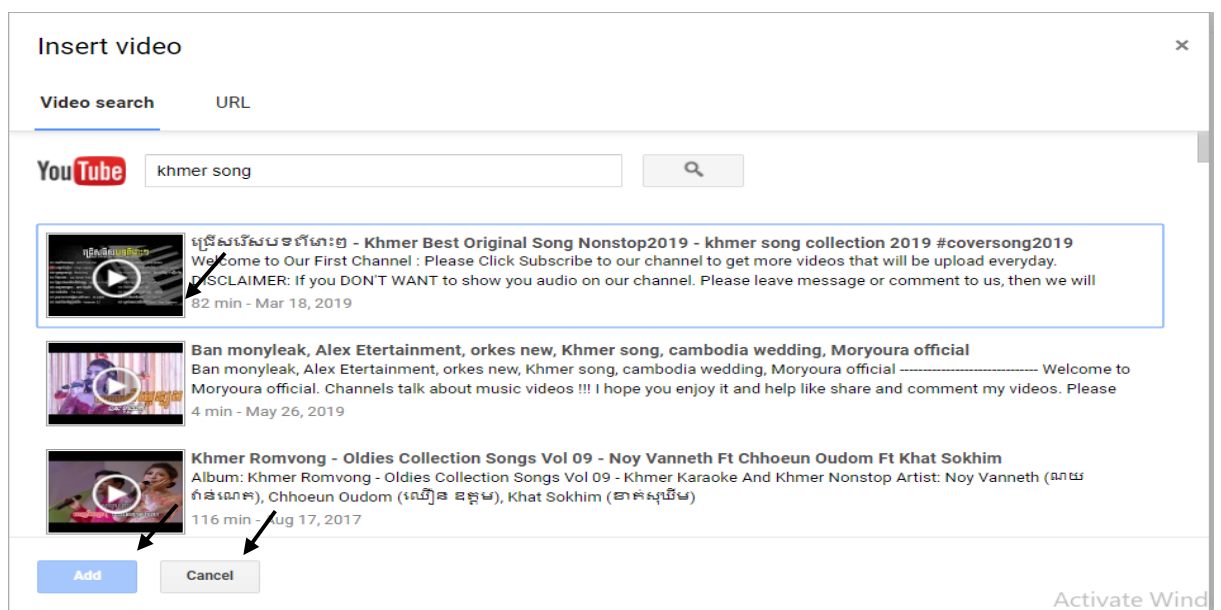 Insert video
×
Video search
URL
YouTube
khmer song
ជ្រើសរើសបទពីរោះៗ - Khmer Best Original Song Nonstop2019 - khmer song collection 2019 #coversong2019
Welcome to Our First Channel : Please Click Subscribe to our channel to get more videos that will be upload everyday.
DISCLAIMER: If you DON'T WANT to show you audio on our channel. Please leave message or comment to us, then we will
82 min - Mar 18, 2019
Ban monyleak, Alex Etertainment, orkes new, Khmer song, cambodia wedding, Moryoura official
Ban monyleak, Alex Etertainment, orkes new, Khmer song, cambodia wedding, Moryoura official ------------------------------ Welcome to
Moryoura official. Channels talk about music videos !!! I hope you enjoy it and help like share and comment my videos. Please
4 min - May 26, 2019
Khmer Romvong - Oldies Collection Songs Vol 09 - Noy Vanneth Ft Chhoeun Oudom Ft Khat Sokhim
Album: Khmer Romvong - Oldies Collection Songs Vol 09 - Khmer Karaoke And Khmer Nonstop Artist: Noy Vanneth (ណយ
វ៉ាន់ណេត), Chhoeun Oudom (ឈឿន ឧត្តម), Khat Sokhim (ខាត់សុឃីម)
116 min - Aug 17, 2017
Add
Cancel
Activate Wind